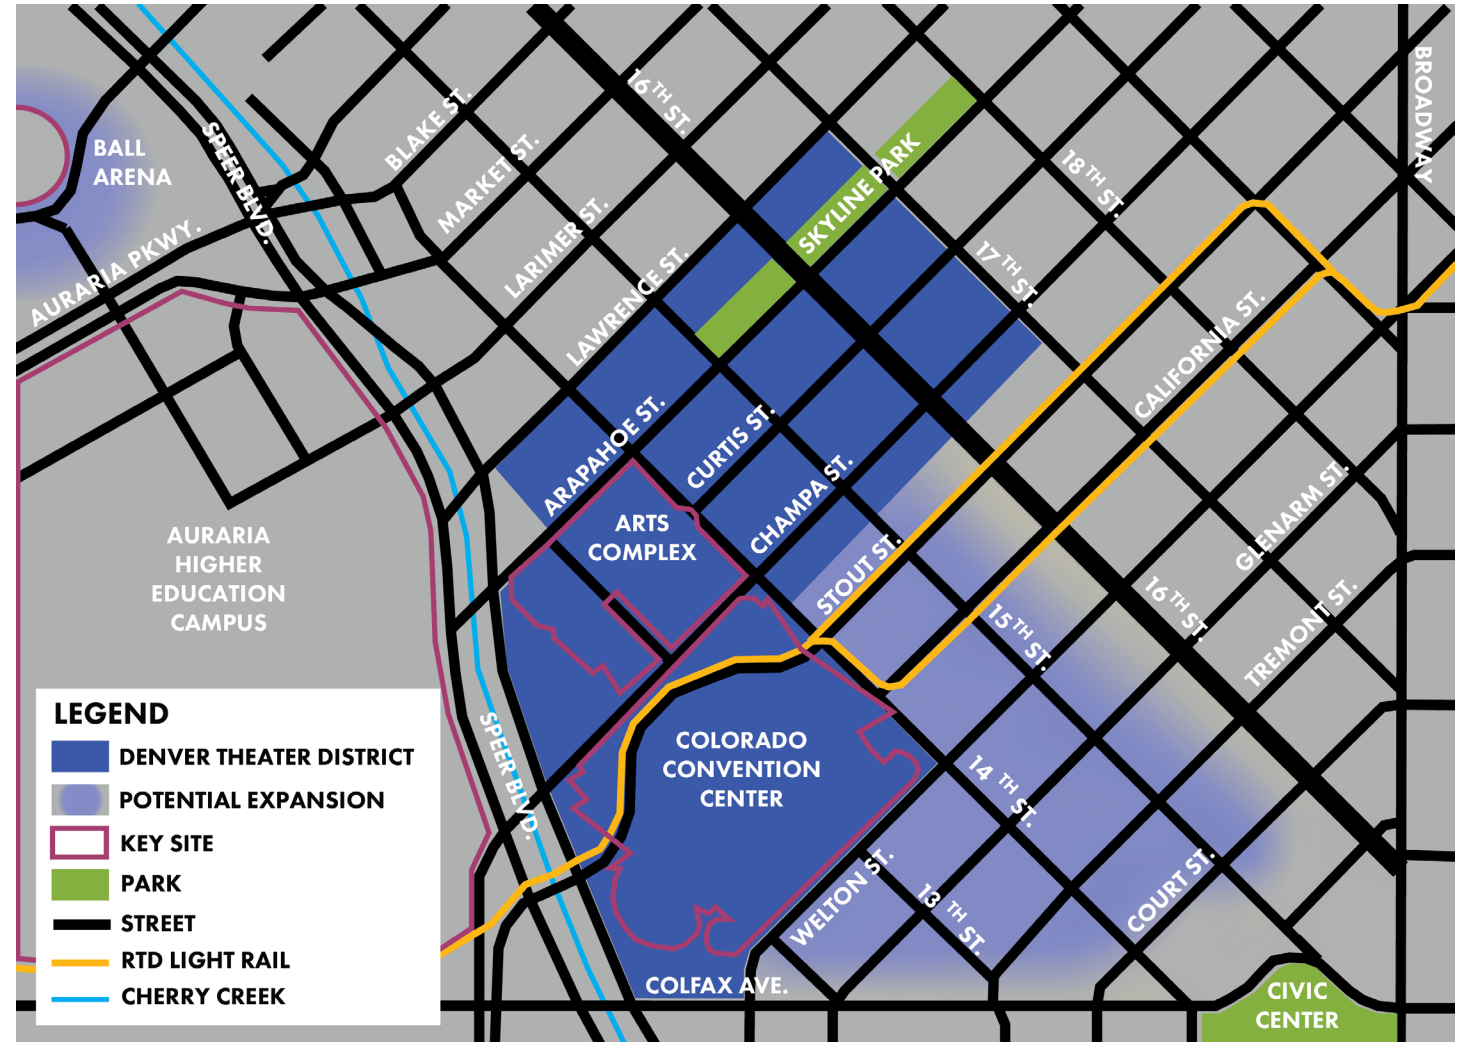 BROADWAY
16TH ST.
BLAKE ST.
SPEER BLVD.
BALL
ARENA
MARKET ST.
SKYLINE PARK
18TH ST.
LARIMER ST.
AURARIA PKWY.
17TH ST.
LAWRENCE ST.
CALIFORNIA ST.
ARAPAHOE ST.
CURTIS ST.
CHAMPA ST.
GLENARM ST.
ARTS
COMPLEX
AURARIA
HIGHER
EDUCATION
CAMPUS
STOUT ST.
15TH ST.
16TH ST.
TREMONT ST.
LEGEND
DENVER THEATER DISTRICT
POTENTIAL EXPANSION
KEY SITE
PARK
STREET
RTD LIGHT RAIL
CHERRY CREEK
SPEER BLVD.
COLORADO
CONVENTION
CENTER
14TH ST.
WELTON ST.
13TH ST.
COURT ST.
COLFAX AVE.
CIVIC
CENTER